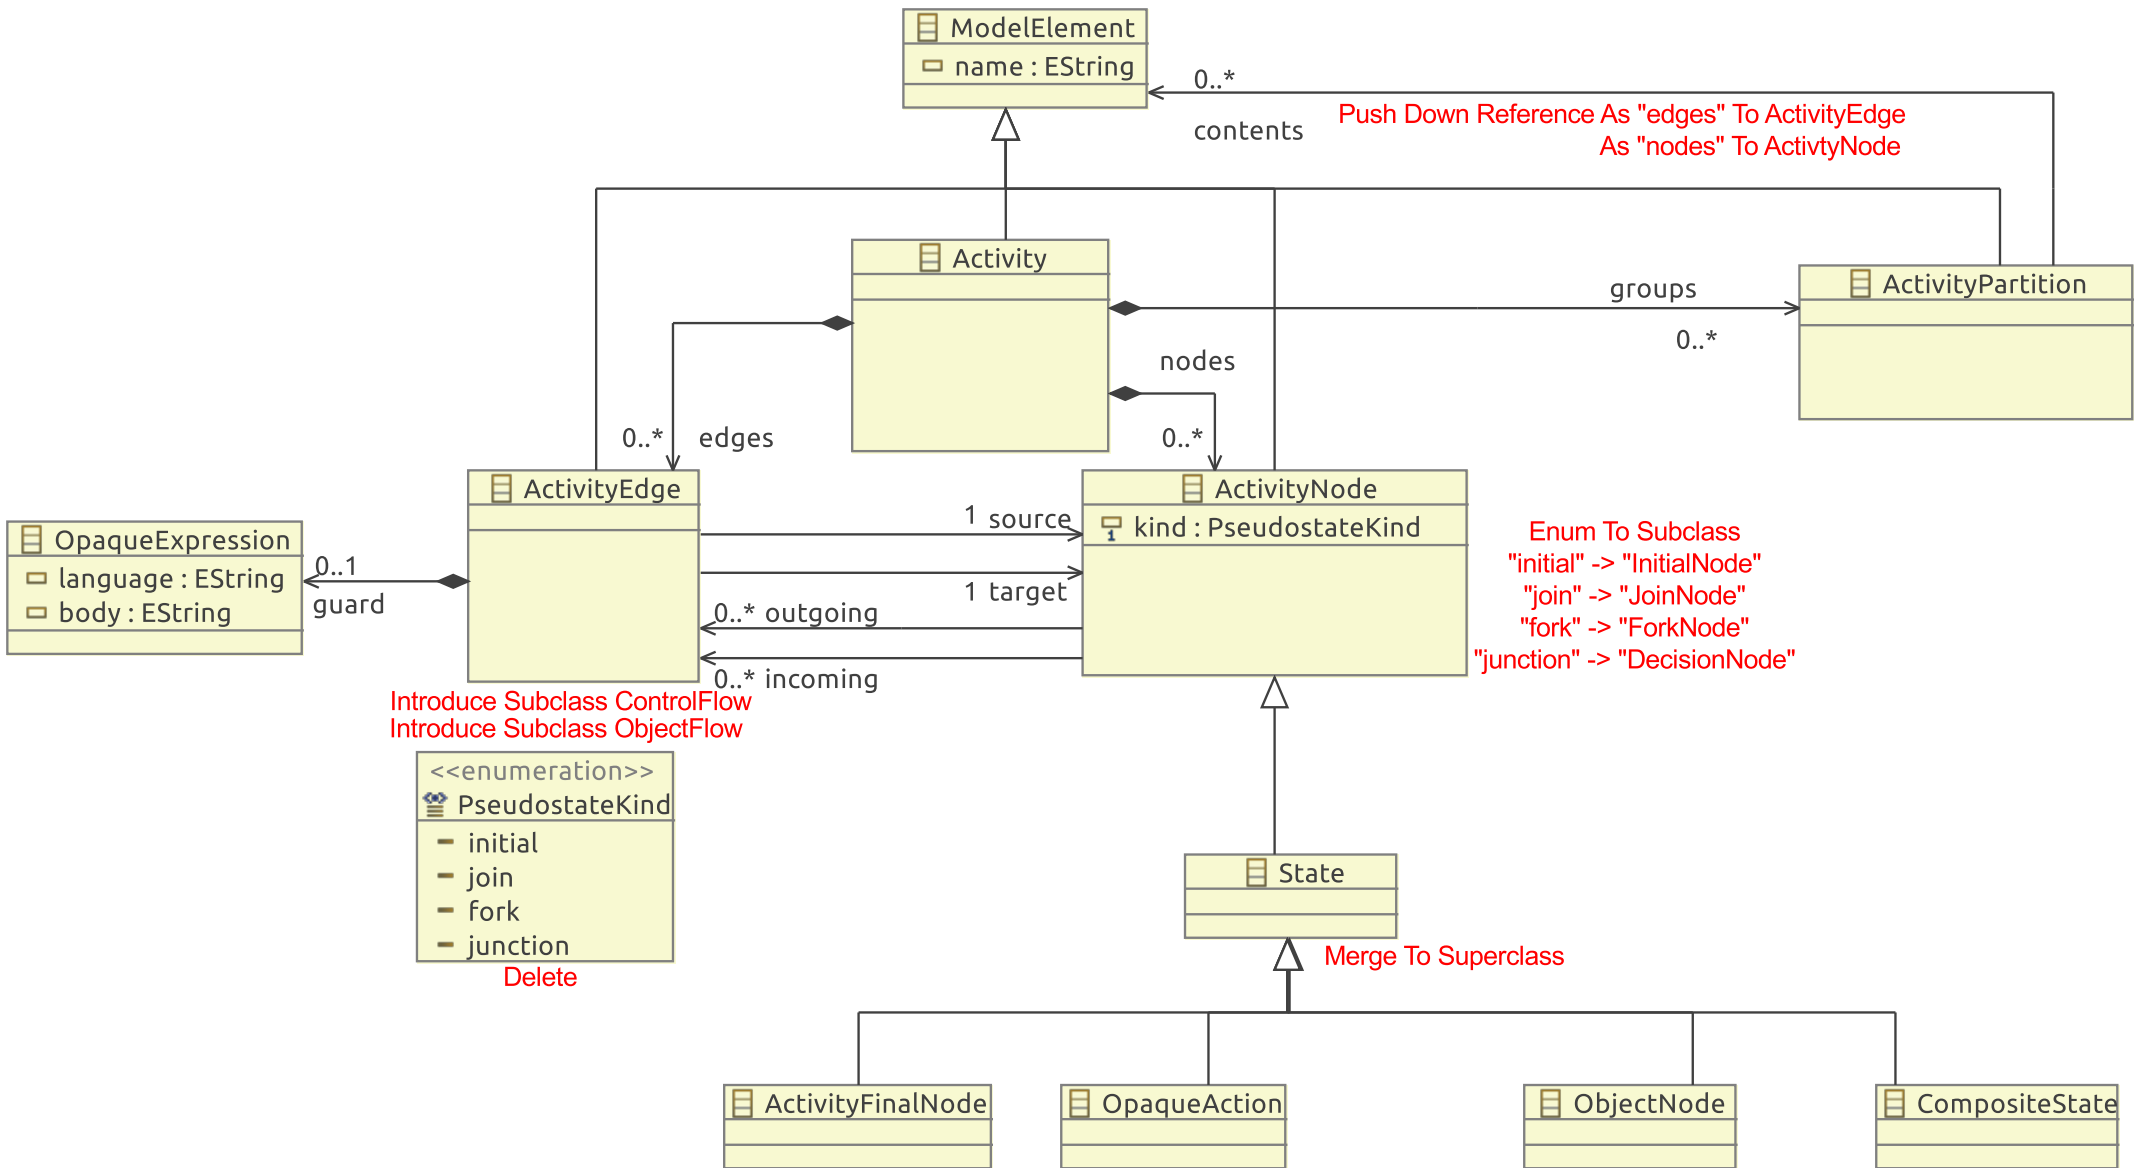 ModelElement
name : EString
0..*
contents
Push Down Reference As "edges" To ActivityEdge
As "nodes" To ActivtyNode
Activity
groups
0..*
ActivityPartition
nodes
0..*
0..*
edges
ActivityEdge
ActivityNode
kind : PseudostateKind
1 source
1 target
0..* outgoing
0..* incoming
OpaqueExpression
language : EString
body : EString
0..1
guard
Enum To Subclass
"initial" -> "InitialNode"
"join" -> "JoinNode"
"fork" -> "ForkNode"
"junction" -> "DecisionNode"
Introduce Subclass ControlFlow
Introduce Subclass ObjectFlow
<<enumeration>>
PseudostateKind
initial
join
fork
junction
Delete
State
Merge To Superclass
ActivityFinalNode
OpaqueAction
ObjectNode
CompositeState